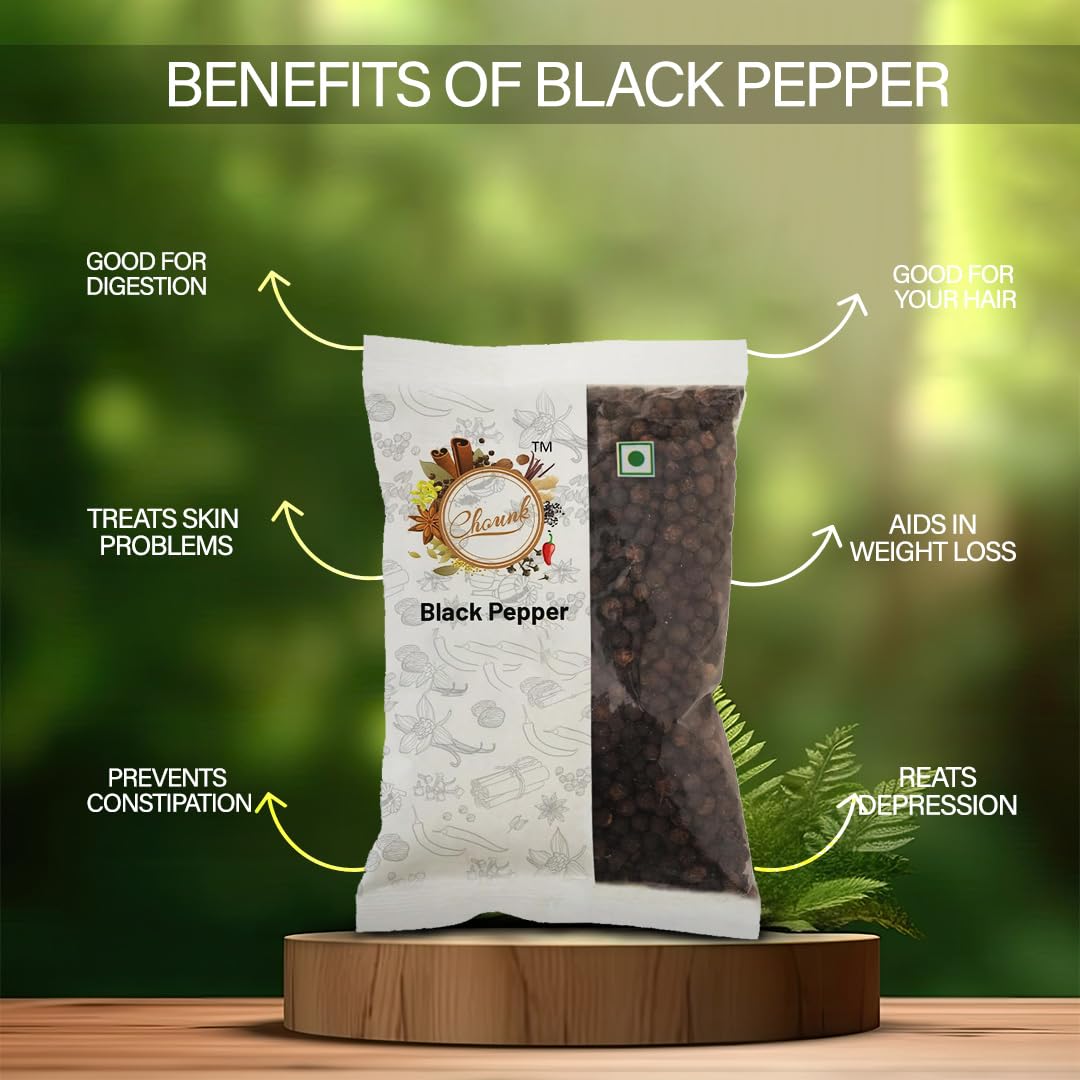 BENEFITS OF BLACK PEPPER
GOOD FOR
DIGESTION
GOOD FOR
YOUR HAIR
TM
Chounk
Black Pepper
TREATS SKIN
PROBLEMS
AIDS IN
WEIGHT LOSS
PREVENTS
CONSTIPATION
REATS
DEPRESSION